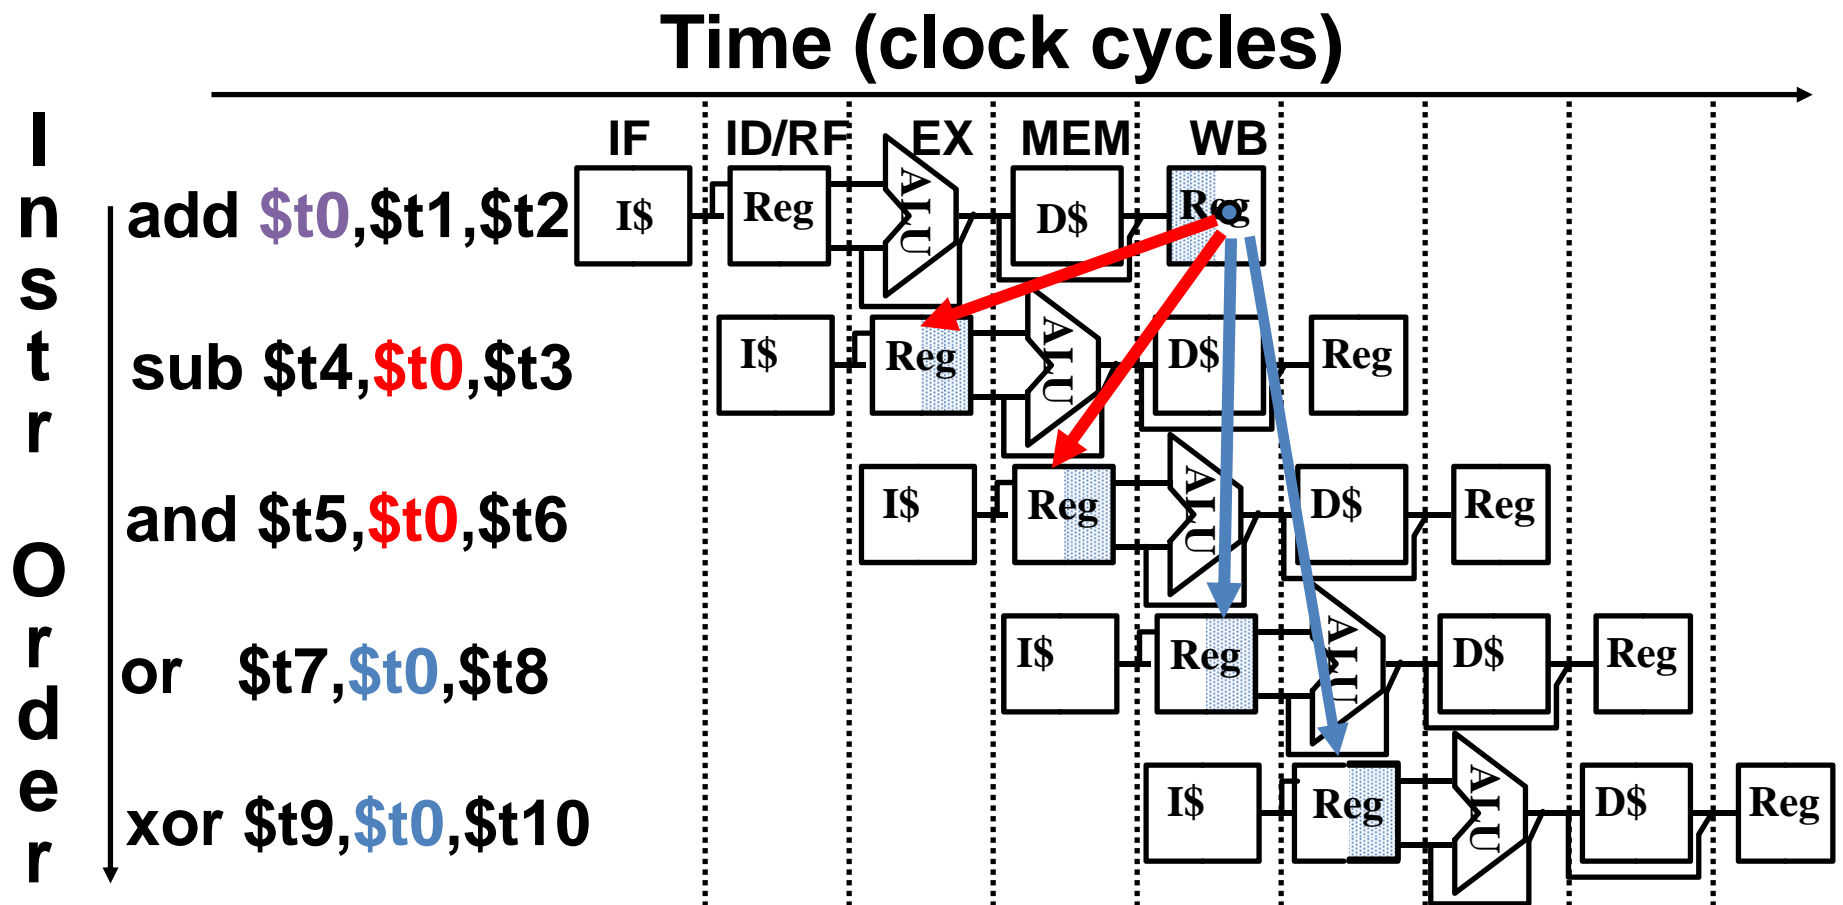 Time (clock cycles)
Instr Order
IF ID/RF EX MEM WB
add $t0,$t1,$t2 I$ Reg ALU D$ Reg
sub $t4,$t0,$t3 I$ Reg ALU D$ Reg
and $t5,$t0,$t6 I$ Reg ALU D$ Reg
or $t7,$t0,$t8 I$ Reg ALU D$ Reg
xor $t9,$t0,$t10 I$ Reg ALU D$ Reg